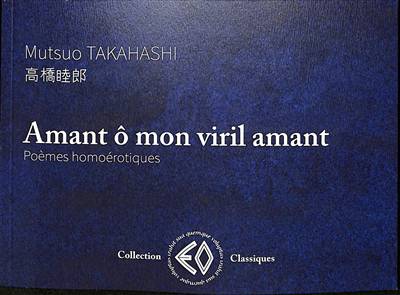 Mutsuo TAKAHASHI
高橋睦郎
Amant ô mon viril amant
Poèmes homoérotiques
Collection
EO
Classiques